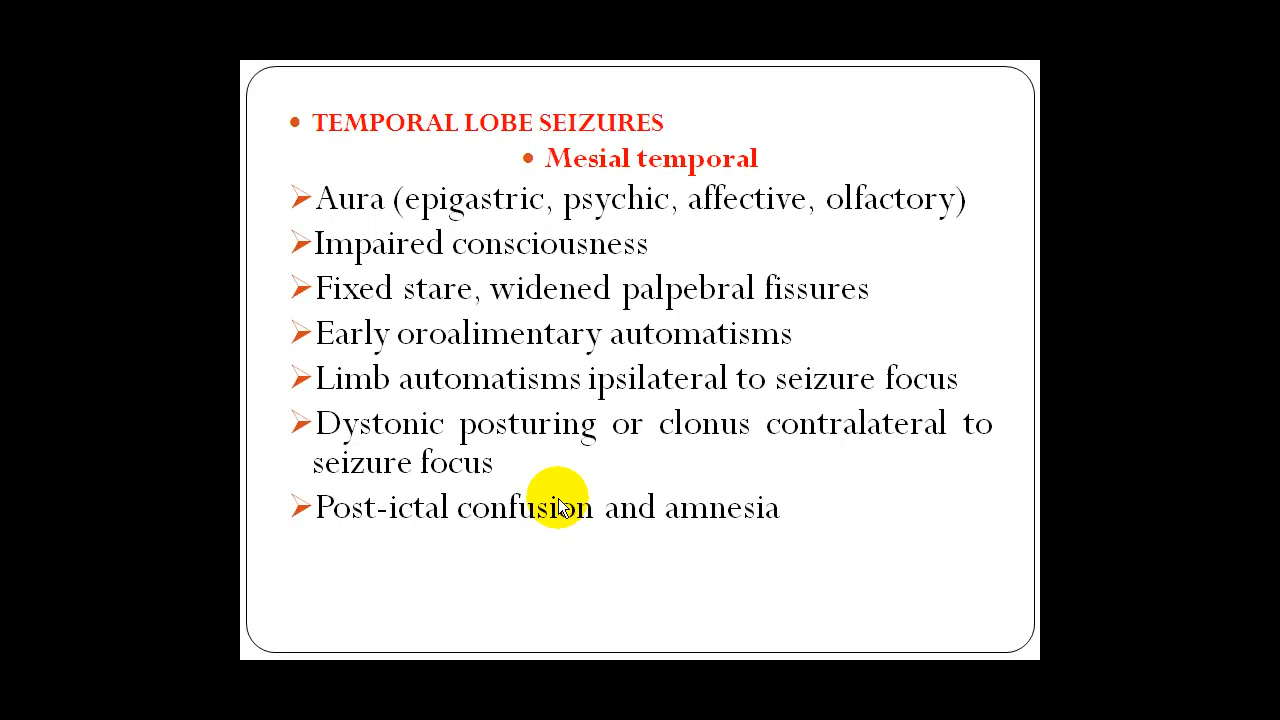 TEMPORAL LOBE SEIZURES
Mesial temporal
Aura (epigastric, psychic, affective, olfactory)
Impaired consciousness
Fixed stare, widened palpebral fissures
Early oroalimentary automatisms
Limb automatisms ipsilateral to seizure focus
Dystonic posturing or clonus contralateral to
seizure focus
Post-ictal confusion and amnesia